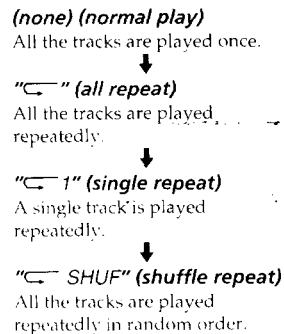 (none) (normal play)
All the tracks are played once.
" " (all repeat)
All the tracks are played
repeatedly.
" 1" (single repeat)
A single track is played
repeatedly.
" SHUF" (shuffle repeat)
All the tracks are played
repeatedly in random order.